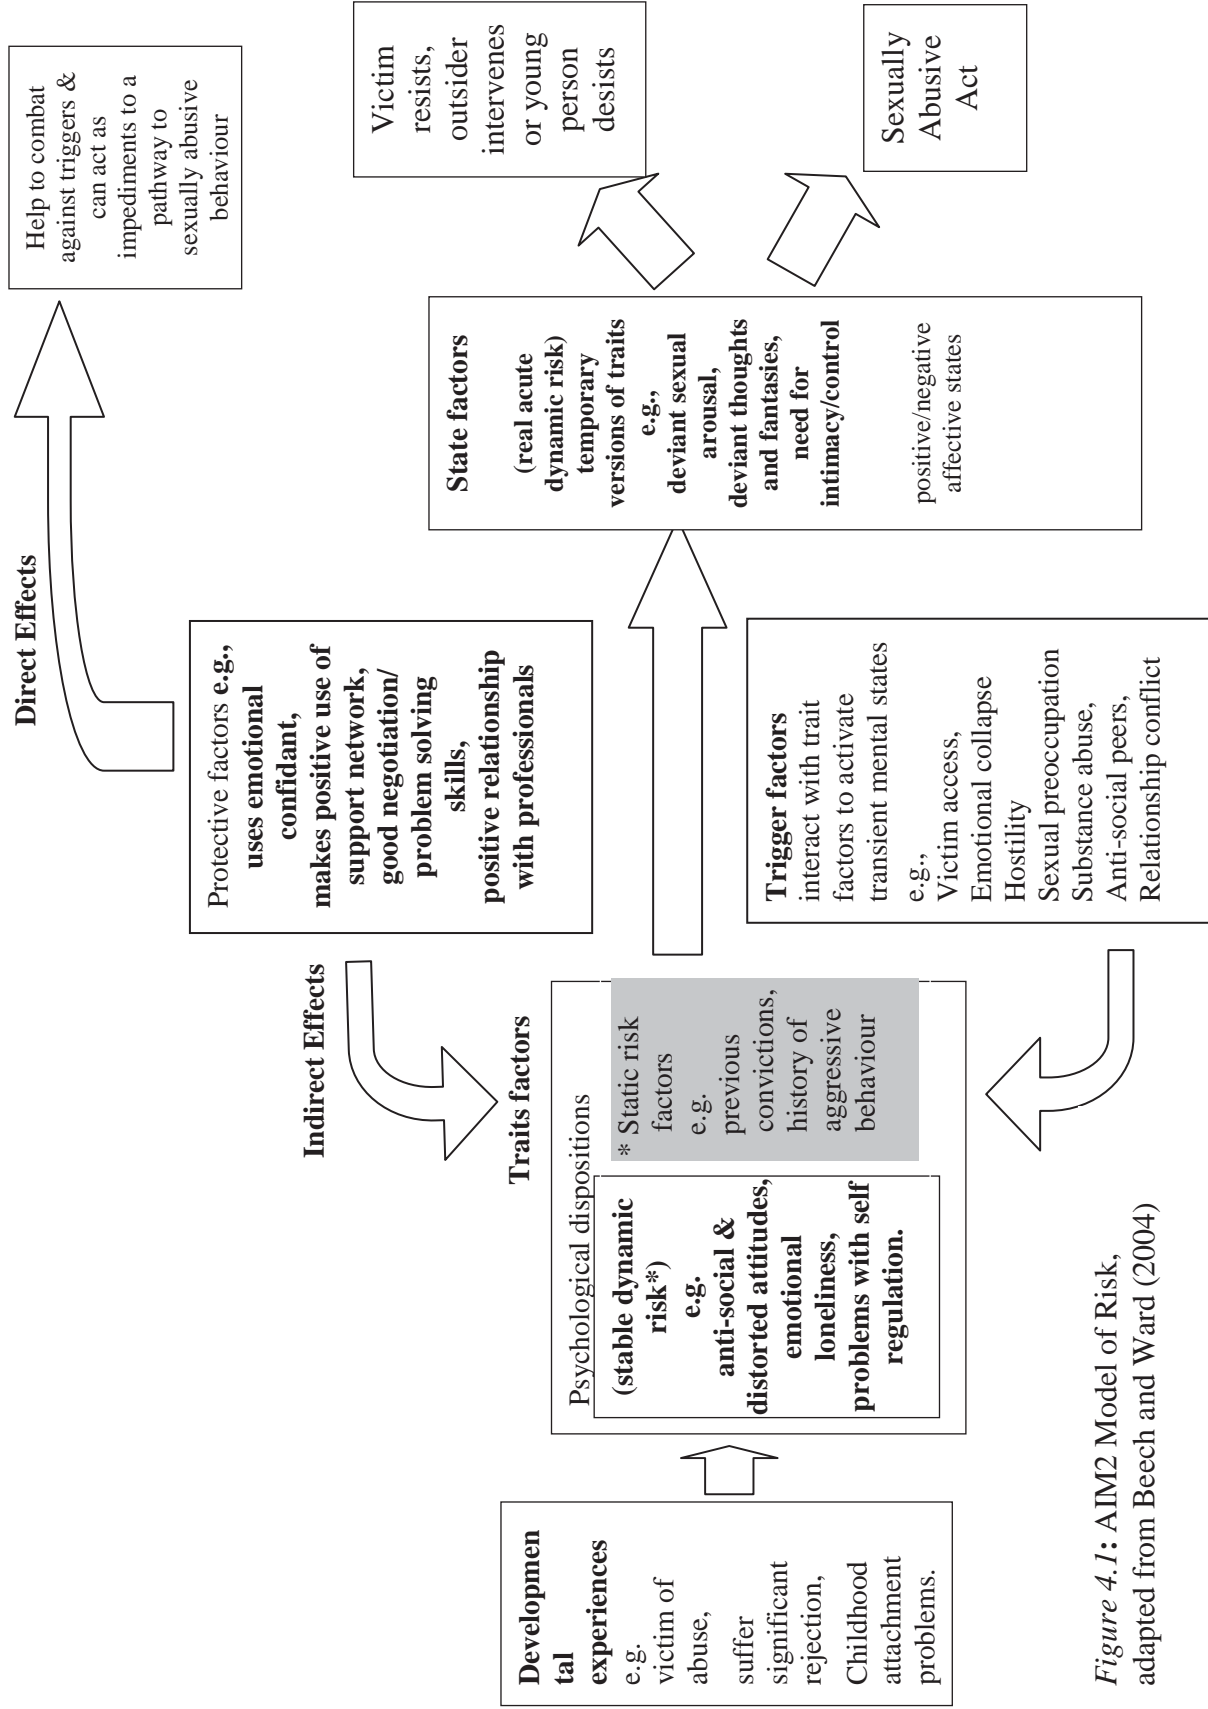 Direct Effects
Help to combat
against triggers &
can act as
impediments to a
pathway to
sexually abusive
behaviour
Indirect Effects
Protective factors e.g.,
uses emotional
confidant,
makes positive use of
support network,
good negotiation/
problem solving
skills,
positive relationship
with professionals
Developmen
tal
experiences
e.g.
victim of
abuse,
suffer
significant
rejection,
Childhood
attachment
problems.
Traits factors
Psychological dispositions
(stable dynamic
risk*)
e.g.
anti-social &
distorted attitudes,
emotional
loneliness,
problems with self
regulation.
* Static risk
factors
e.g.
previous
convictions,
history of
aggressive
behaviour
State factors
(real acute
dynamic risk)
temporary
versions of traits
e.g.,
deviant sexual
arousal,
deviant thoughts
and fantasies,
need for
intimacy/control
positive/negative
affective states
Victim
resists,
outsider
intervenes
or young
person
desists
Sexually
Abusive
Act
Trigger factors
interact with trait
factors to activate
transient mental states
e.g.,
Victim access,
Emotional collapse
Hostility
Sexual preoccupation
Substance abuse,
Anti-social peers,
Relationship conflict
Figure 4.1: AIM2 Model of Risk,
adapted from Beech and Ward (2004)